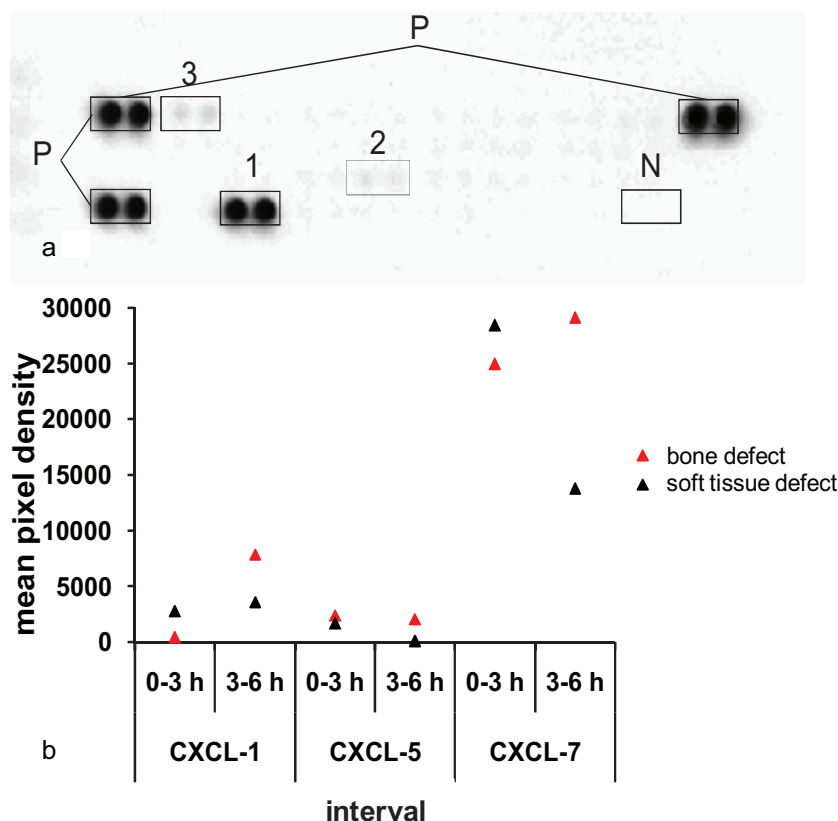 P
3
P
1
2
N
a
30000
25000
20000
15000
10000
5000
0
mean pixel density
bone defect
soft tissue defect
0-3 h 3-6 h 0-3 h 3-6 h 0-3 h 3-6 h
b
CXCL-1 CXCL-5 CXCL-7
interval